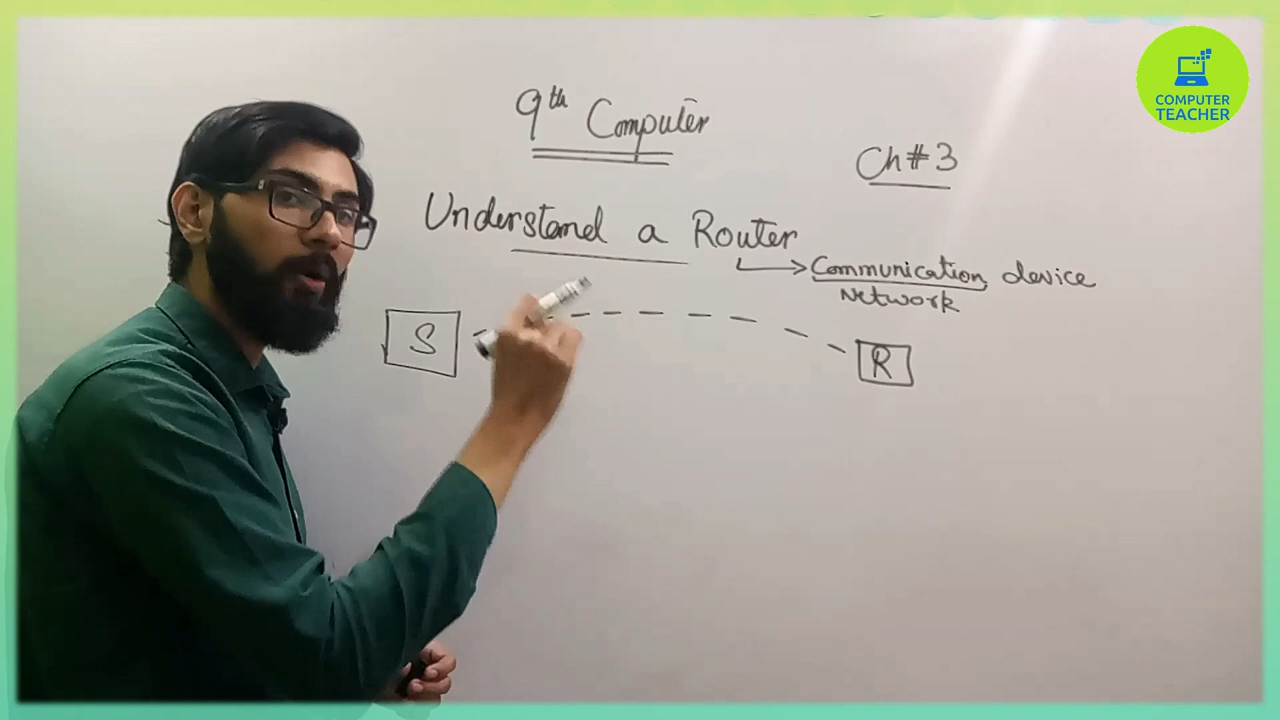 COMPUTER
TEACHER
9th Computer
Ch#3
Understand a Router
Communication device
Network
S
R